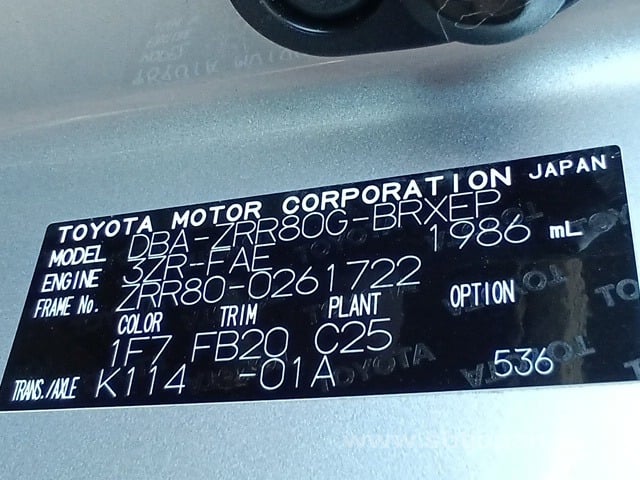 TOYOTA MOTOR CORPORATION JAPAN
MODEL DBA-ZRR80G-BRXEP
ENGINE 3ZR-FAE 1986 mL
FRAME No. ZRR80-0261722
COLOR TRIM PLANT OPTION
1F7 FB20 C25
TRANS./AXLE K114 -01A 536